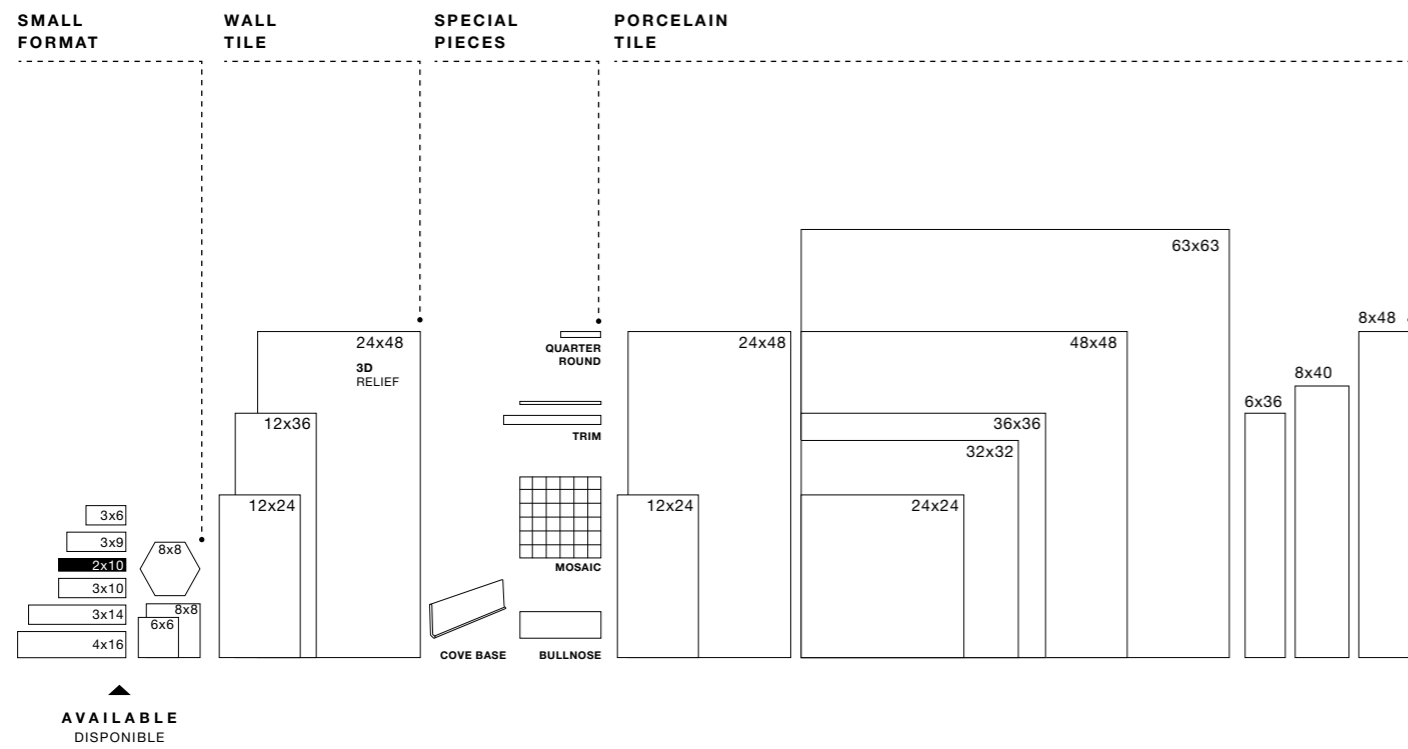 SMALL
FORMAT
WALL
TILE
SPECIAL
PIECES
PORCELAIN
TILE
3x6
3x9
2x10
3x10
3x14
4x16
8x8
8x8
6x6
24x48
3D
RELIEF
12x36
12x24
QUARTER
ROUND
TRIM
MOSAIC
COVE BASE
BULLNOSE
24x48
12x24
63x63
48x48
36x36
32x32
24x24
6x36
8x40
8x48
AVAILABLE
DISPONIBLE